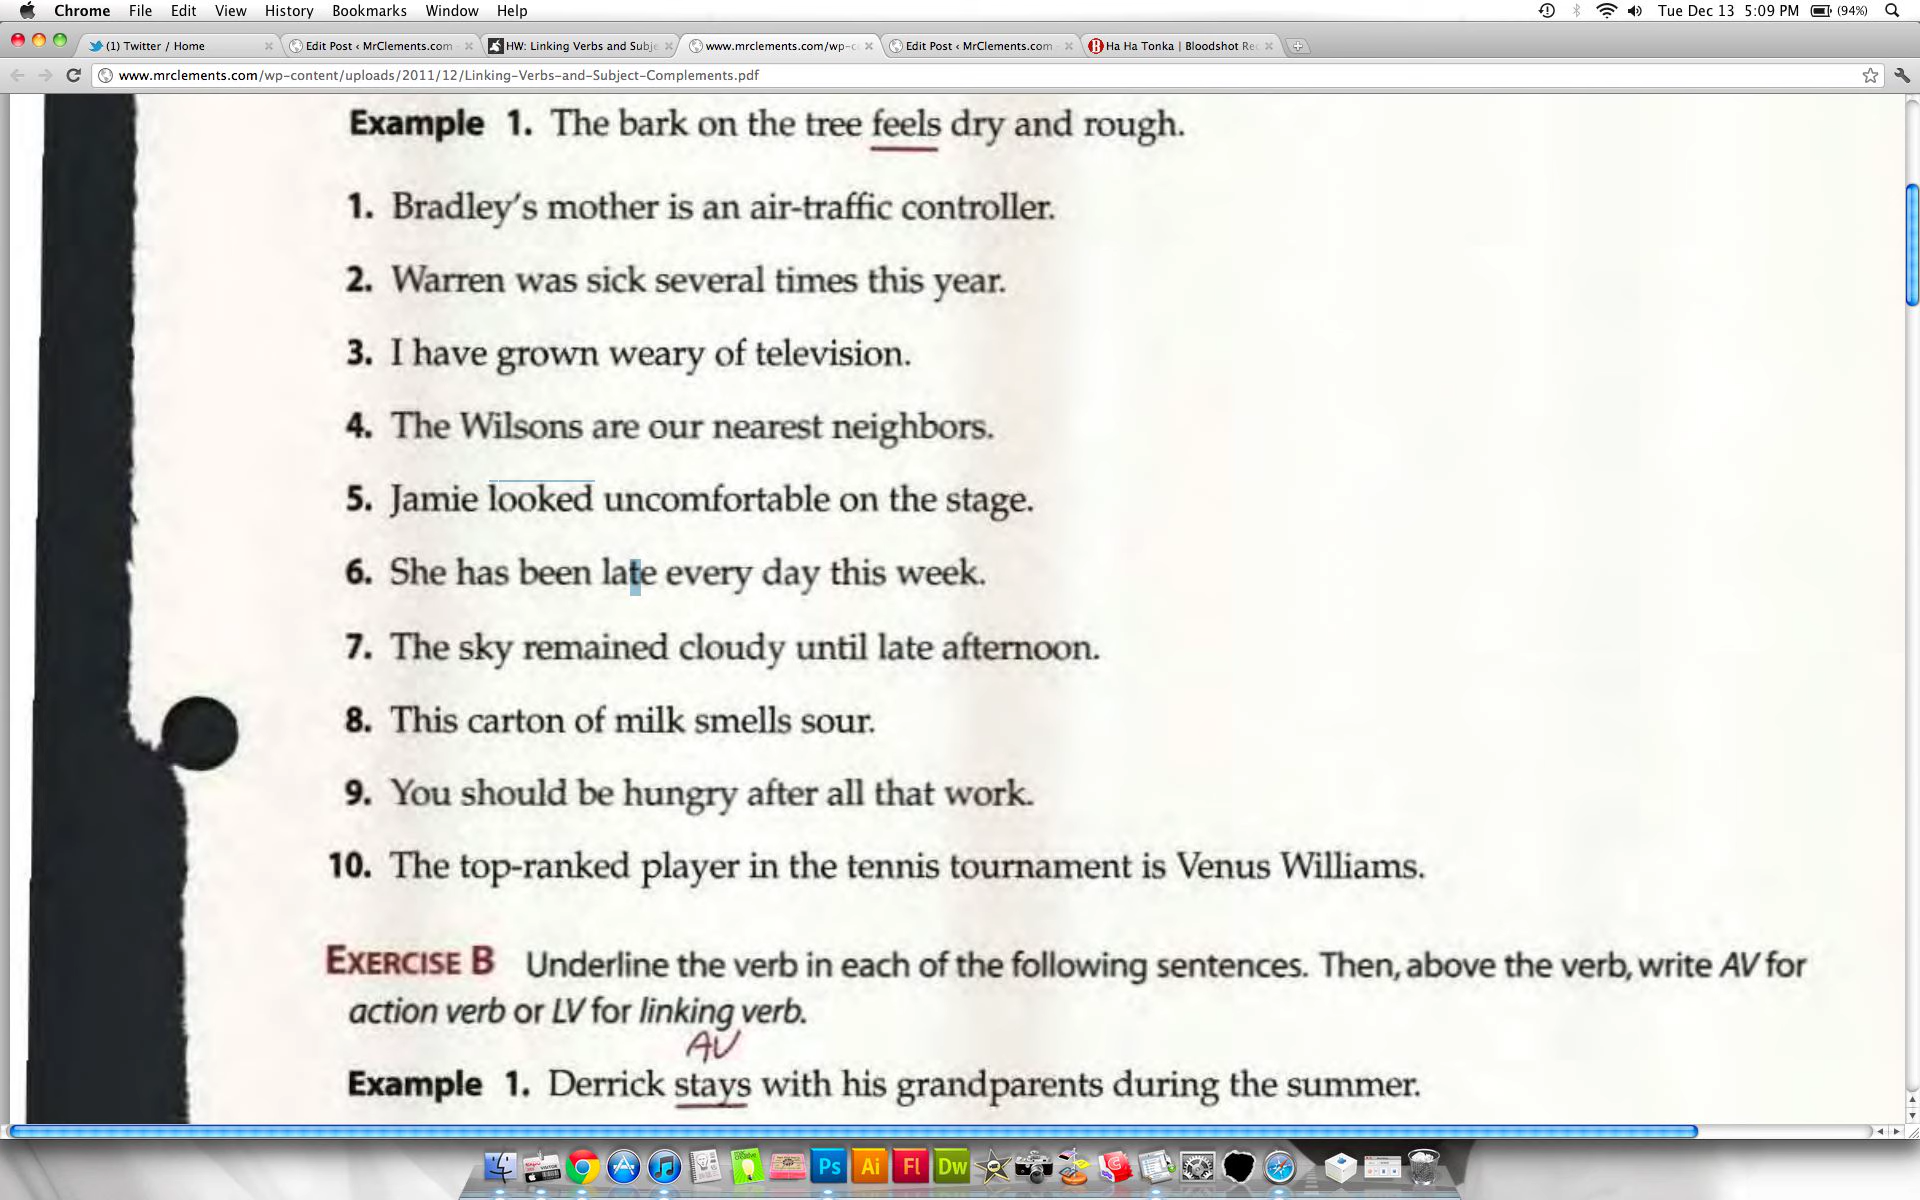 Chrome File Edit View History Bookmarks Window Help Tue Dec 13 5:09 PM (94%)
(1) Twitter / Home Edit Post ‹ MrClements.com HW: Linking Verbs and Subje www.mrclements.com/wp-c Edit Post ‹ MrClements.com Ha Ha Tonka | Bloodshot Re
www.mrclements.com/wp-content/uploads/2011/12/Linking-Verbs-and-Subject-Complements.pdf
Example 1. The bark on the tree feels dry and rough.
1. Bradley's mother is an air-traffic controller.
2. Warren was sick several times this year.
3. I have grown weary of television.
4. The Wilsons are our nearest neighbors.
5. Jamie looked uncomfortable on the stage.
6. She has been late every day this week.
7. The sky remained cloudy until late afternoon.
8. This carton of milk smells sour.
9. You should be hungry after all that work.
10. The top-ranked player in the tennis tournament is Venus Williams.
EXERCISE B Underline the verb in each of the following sentences. Then, above the verb, write AV for
action verb or LV for linking verb.
AV
Example 1. Derrick stays with his grandparents during the summer.
Ps Ai Fl Dw